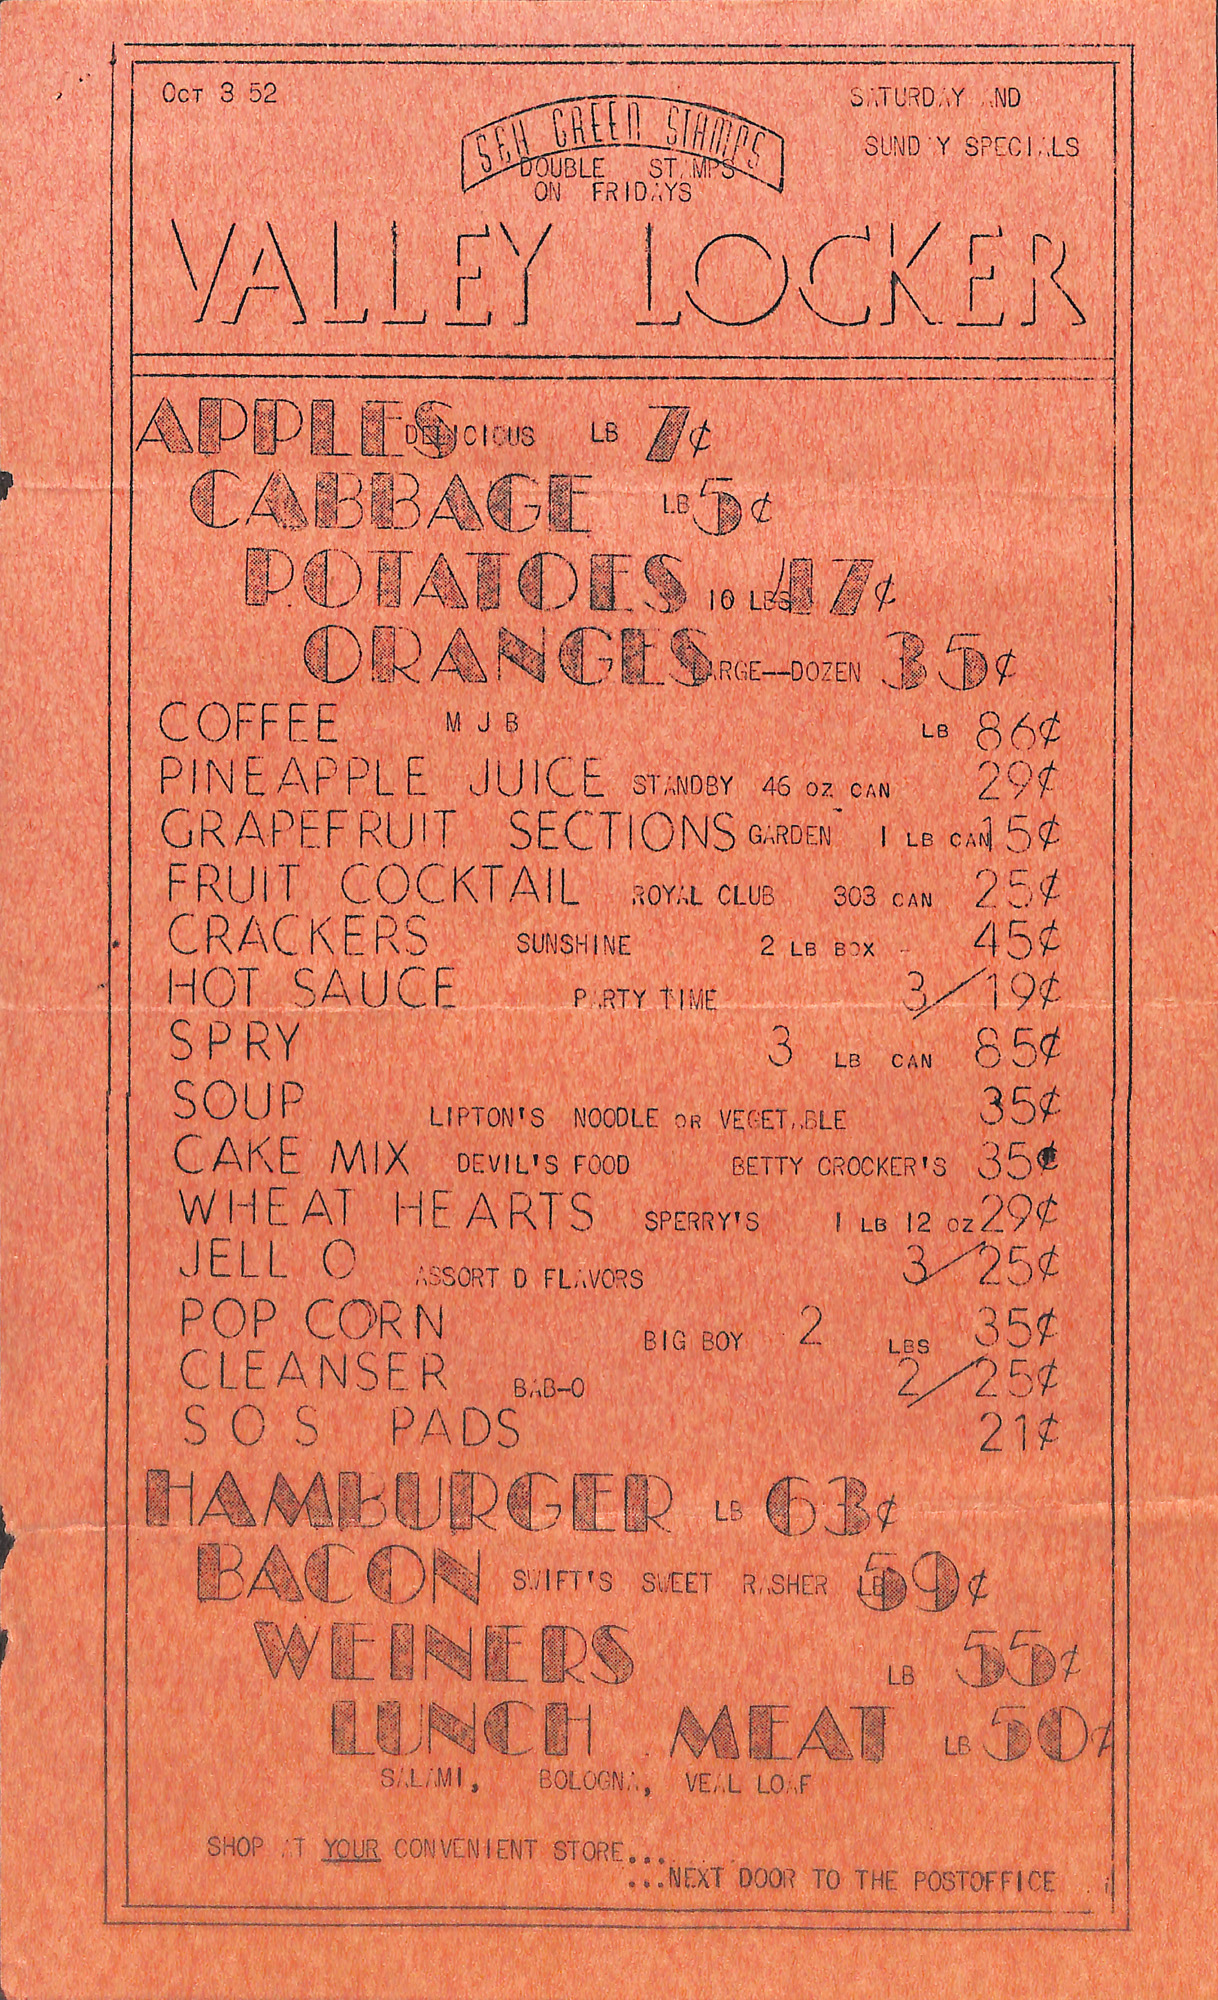 Oct 3 52
SATURDAY AND
SUNDAY SPECIALS
S&H GREEN STAMPS
DOUBLE STAMPS
ON FRIDAYS
VALLEY LOCKER
APPLES DELICIOUS LB 7¢
CABBAGE LB 5¢
POTATOES 10 LBS 47¢
ORANGES LARGE--DOZEN 35¢
COFFEE M J B LB 86¢
PINEAPPLE JUICE STANDBY 46 OZ CAN 29¢
GRAPEFRUIT SECTIONS GARDEN 1 LB CAN 15¢
FRUIT COCKTAIL ROYAL CLUB 303 CAN 25¢
CRACKERS SUNSHINE 2 LB BOX 45¢
HOT SAUCE PARTY TIME 3/19¢
SPRY 3 LB CAN 85¢
SOUP LIPTON'S NOODLE OR VEGETABLE 35¢
CAKE MIX DEVIL'S FOOD BETTY CROCKER'S 35¢
WHEAT HEARTS SPERRY'S 1 LB 12 OZ 29¢
JELL O ASSORT D FLAVORS 3/25¢
POP CORN BIG BOY 2 LBS 35¢
CLEANSER BAB-O 2/25¢
S O S PADS 21¢
HAMBURGER LB 63¢
BACON SWIFT'S SWEET RASHER LB 59¢
WEINERS LB 55¢
LUNCH MEAT LB 50¢
SALAMI, BOLOGNA, VEAL LOAF
SHOP AT YOUR CONVENIENT STORE...
...NEXT DOOR TO THE POSTOFFICE